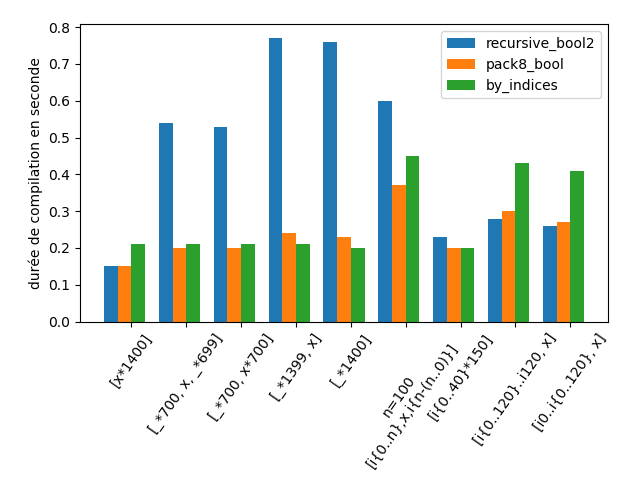 0.8
0.7
0.6
0.5
0.4
0.3
0.2
0.1
0.0
durée de compilation en seconde
recursive_bool2
pack8_bool
by_indices
[x*1400]
[_*700, x, _*699]
[_*700, x*700]
[_*1399, x]
[_*1400]
n=100
[i{0..n},x,i{n-(n..0)}]
[i{0..40}*150]
[i{0..120}..i120, x]
[i0..i{0..120}, x]